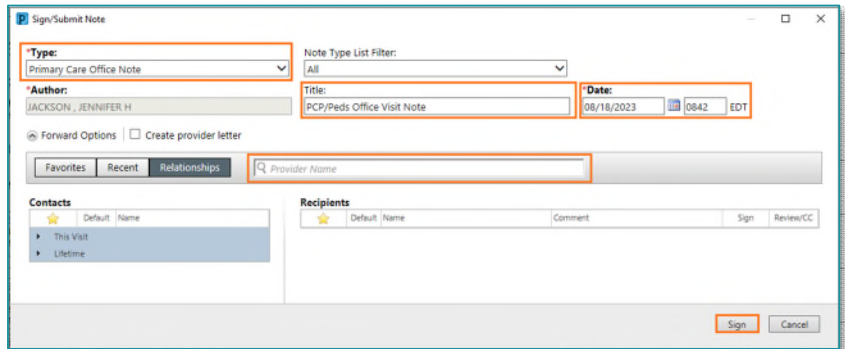 P Sign/Submit Note
*Type: Note Type List Filter:
Primary Care Office Note All
*Author: Title: *Date:
JACKSON , JENNIFER H PCP/Peds Office Visit Note 08/18/2023 0842 EDT
Forward Options Create provider letter
Favorites Recent Relationships Provider Name
Contacts Recipients
Default Name Default Name Comment Sign Review/CC
This Visit
Lifetime
Sign Cancel